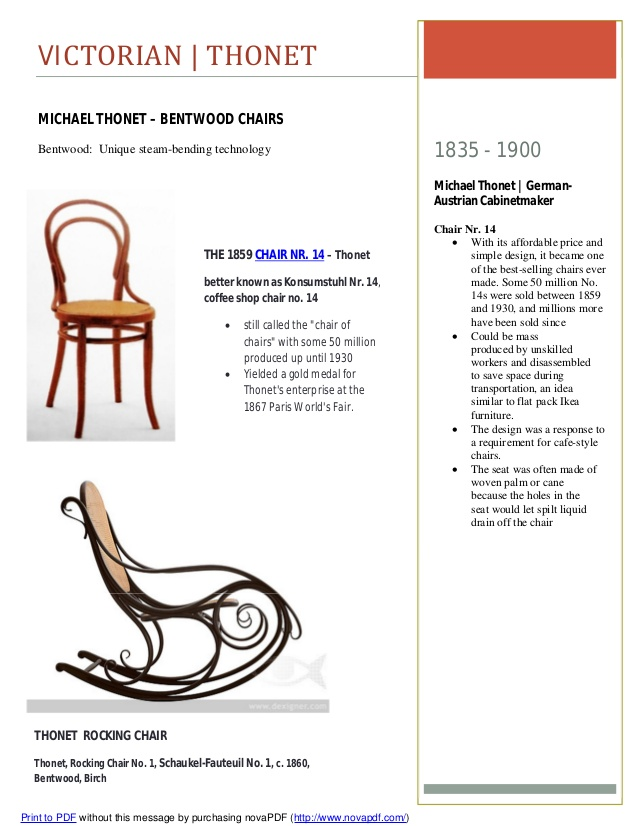 VICTORIAN | THONET
MICHAEL THONET – BENTWOOD CHAIRS
Bentwood: Unique steam-bending technology
THE 1859 CHAIR NR. 14 – Thonet
better known as Konsumstuhl Nr. 14,
coffee shop chair no. 14
• still called the "chair of
chairs" with some 50 million
produced up until 1930
• Yielded a gold medal for
Thonet's enterprise at the
1867 Paris World's Fair.
www.dexigner.com
THONET ROCKING CHAIR
Thonet, Rocking Chair No. 1, Schaukel-Fauteuil No. 1, c. 1860,
Bentwood, Birch
1835 - 1900
Michael Thonet | German-
Austrian Cabinetmaker
Chair Nr. 14
• With its affordable price and
simple design, it became one
of the best-selling chairs ever
made. Some 50 million No.
14s were sold between 1859
and 1930, and millions more
have been sold since
• Could be mass
produced by unskilled
workers and disassembled
to save space during
transportation, an idea
similar to flat pack Ikea
furniture.
• The design was a response to
a requirement for cafe-style
chairs.
• The seat was often made of
woven palm or cane
because the holes in the
seat would let spilt liquid
drain off the chair
Print to PDF without this message by purchasing novaPDF (http://www.novapdf.com/)